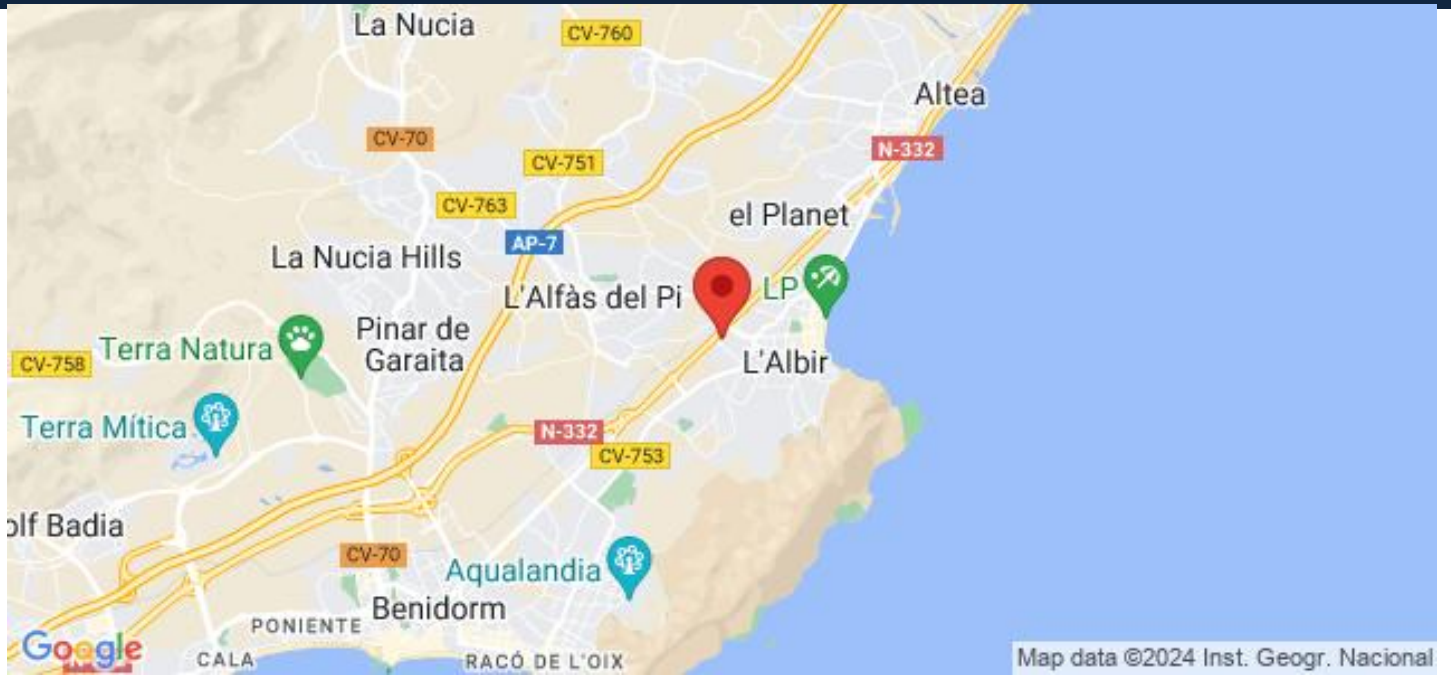 La Nucia
CV-760
Altea
CV-70
N-332
CV-751
CV-763
el Planet
AP-7
La Nucia Hills
LP
L'Alfàs del Pi
Pinar de
Garaita
Terra Natura
CV-758
L'Albir
Terra Mítica
N-332
CV-753
olf Badia
CV-70
Aqualandia
Benidorm
PONIENTE
Google
CALA
RACÓ DE L'OIX
Map data ©2024 Inst. Geogr. Nacional